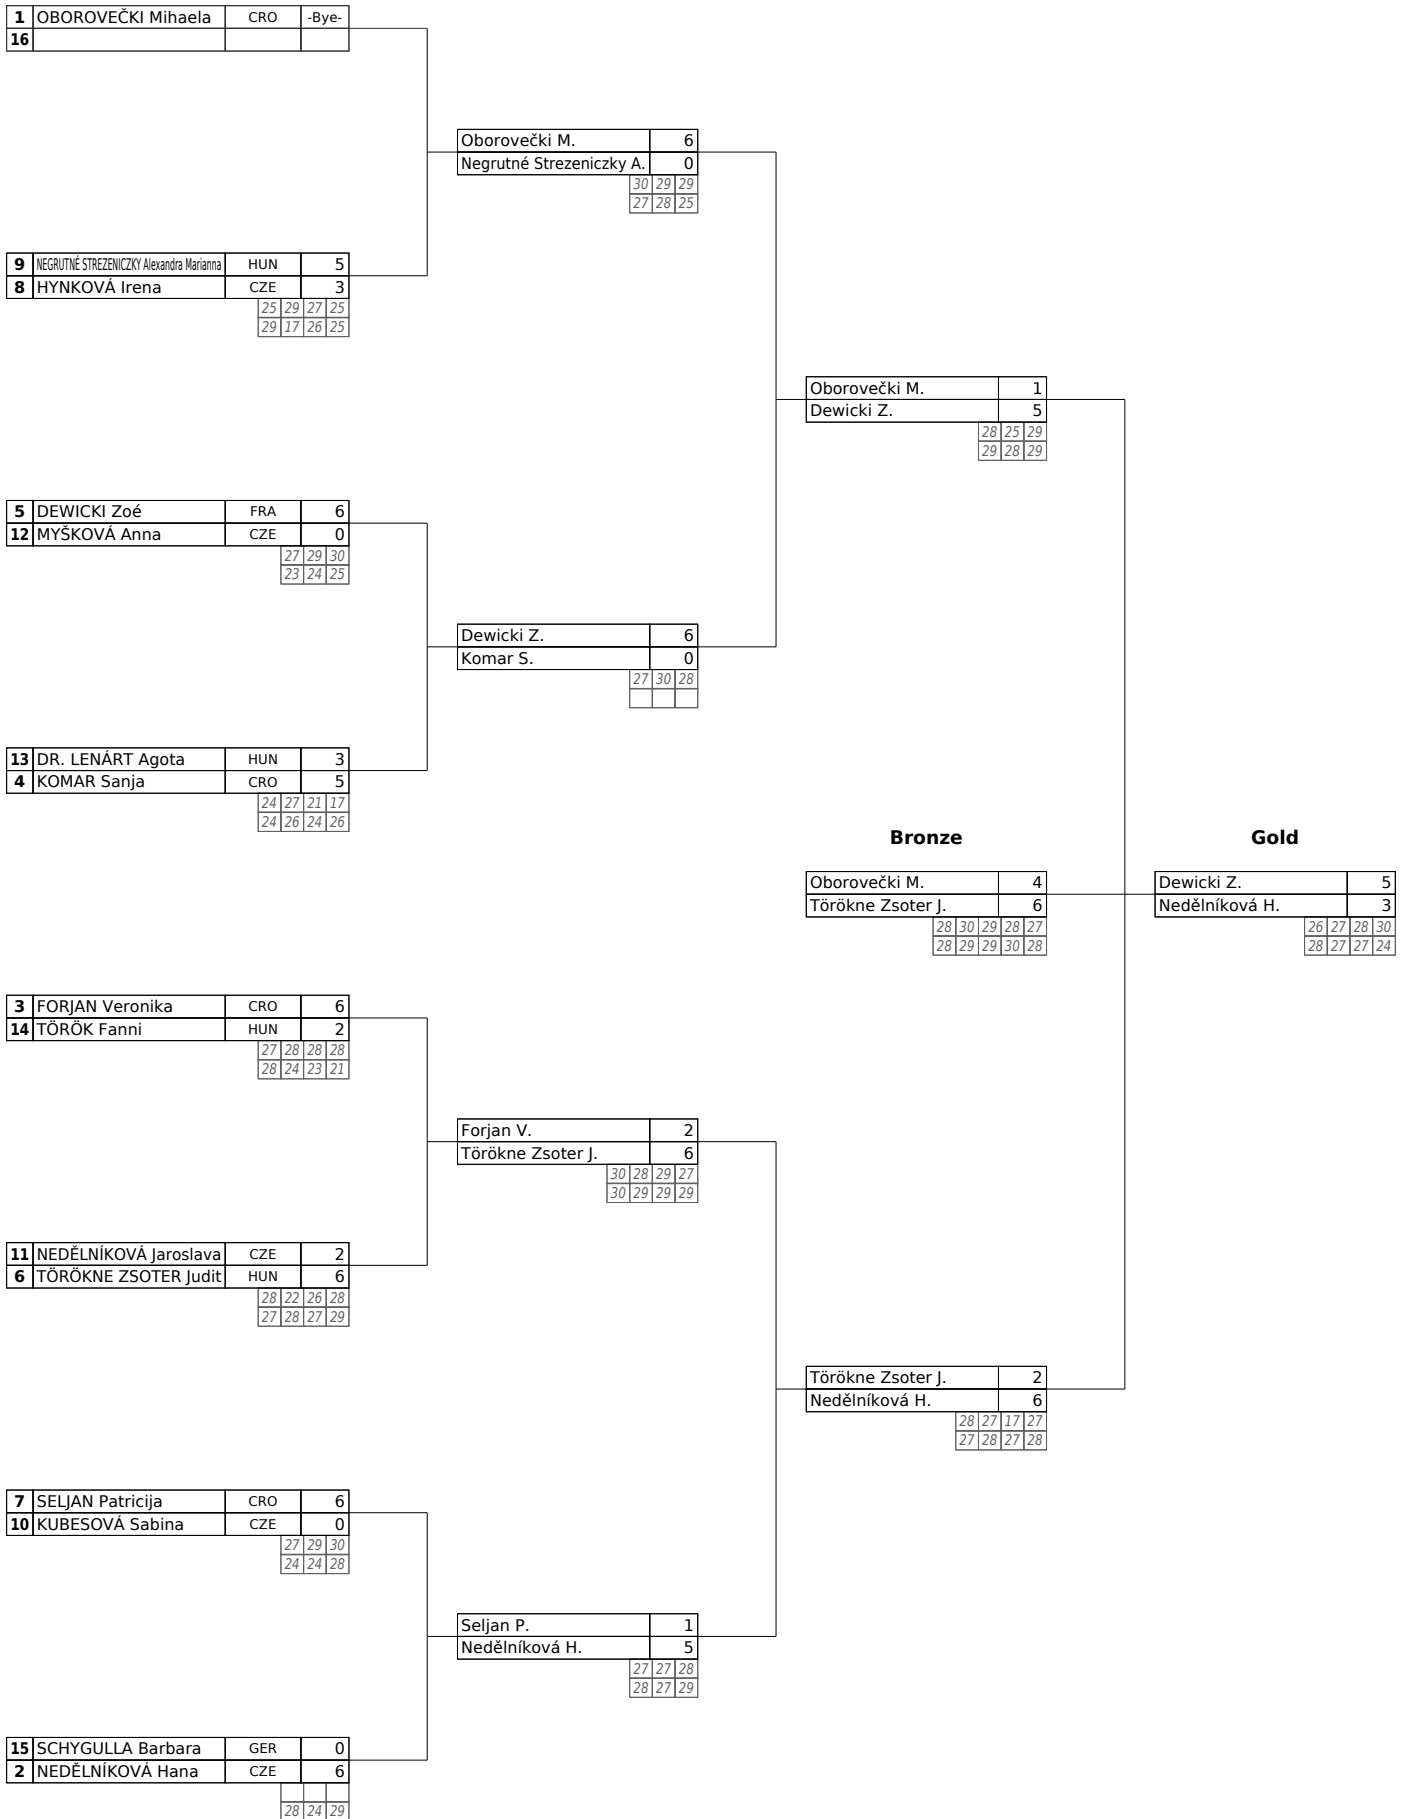 1 OBOROVEČKI Mihaela CRO -Bye-
16
Oborovečki M. 6
Negrutné Strezeniczky A. 0
30 29 29
27 28 25
9 NEGRUTNÉ STREZENICZKY Alexandra Marianna HUN 5
8 HYNKOVÁ Irena CZE 3
25 29 27 25
29 17 26 25
Oborovečki M. 1
Dewicki Z. 5
28 25 29
29 28 29
5 DEWICKI Zoé FRA 6
12 MYŠKOVÁ Anna CZE 0
27 29 30
23 24 25
Dewicki Z. 6
Komar S. 0
27 30 28
13 DR. LENÁRT Agota HUN 3
4 KOMAR Sanja CRO 5
24 27 21 17
24 26 24 26
Bronze Gold
Oborovečki M. 4
Törökne Zsoter J. 6
28 30 29 28 27
28 29 29 30 28
Dewicki Z. 5
Nedělníková H. 3
26 27 28 30
28 27 27 24
3 FORJAN Veronika CRO 6
14 TÖRÖK Fanni HUN 2
27 28 28 28
28 24 23 21
Forjan V. 2
Törökne Zsoter J. 6
30 28 29 27
30 29 29 29
11 NEDĚLNÍKOVÁ Jaroslava CZE 2
6 TÖRÖKNE ZSOTER Judit HUN 6
28 22 26 28
27 28 27 29
Törökne Zsoter J. 2
Nedělníková H. 6
28 27 17 27
27 28 27 28
7 SELJAN Patricija CRO 6
10 KUBESOVÁ Sabina CZE 0
27 29 30
24 24 28
Seljan P. 1
Nedělníková H. 5
27 27 28
28 27 29
15 SCHYGULLA Barbara GER 0
2 NEDĚLNÍKOVÁ Hana CZE 6
28 24 29